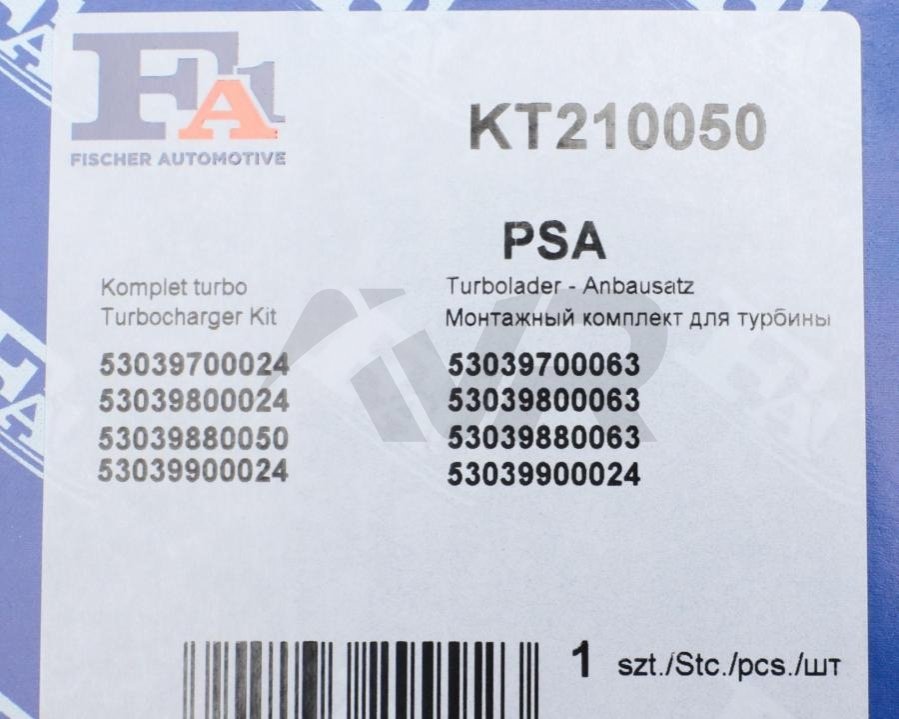 FA1
FISCHER AUTOMOTIVE
KT210050
PSA
Komplet turbo
Turbocharger Kit
Turbolader - Anbausatz
Монтажный комплект для турбины
53039700024
53039800024
53039880050
53039900024
53039700063
53039800063
53039880063
53039900024
1 szt./Stc./pcs./шт